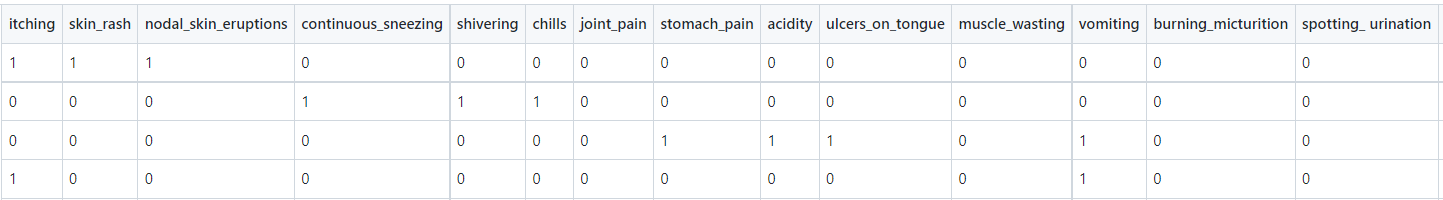 itching skin_rash nodal_skin_eruptions continuous_sneezing shivering chills joint_pain stomach_pain acidity ulcers_on_tongue muscle_wasting vomiting burning_micturition spotting_ urination
1 1 1 0 0 0 0 0 0 0 0 0 0 0
0 0 0 1 1 1 0 0 0 0 0 0 0 0
0 0 0 0 0 0 0 1 1 1 0 1 0 0
1 0 0 0 0 0 0 0 0 0 0 1 0 0